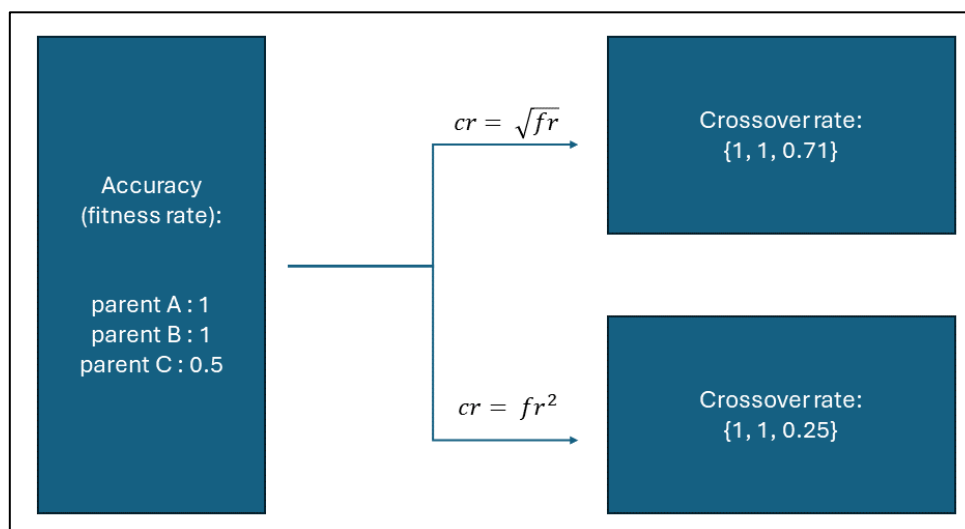 Accuracy
(fitness rate):
parent A : 1
parent B : 1
parent C : 0.5
cr = √fr
Crossover rate:
{1, 1, 0.71}
cr = fr²
Crossover rate:
{1, 1, 0.25}